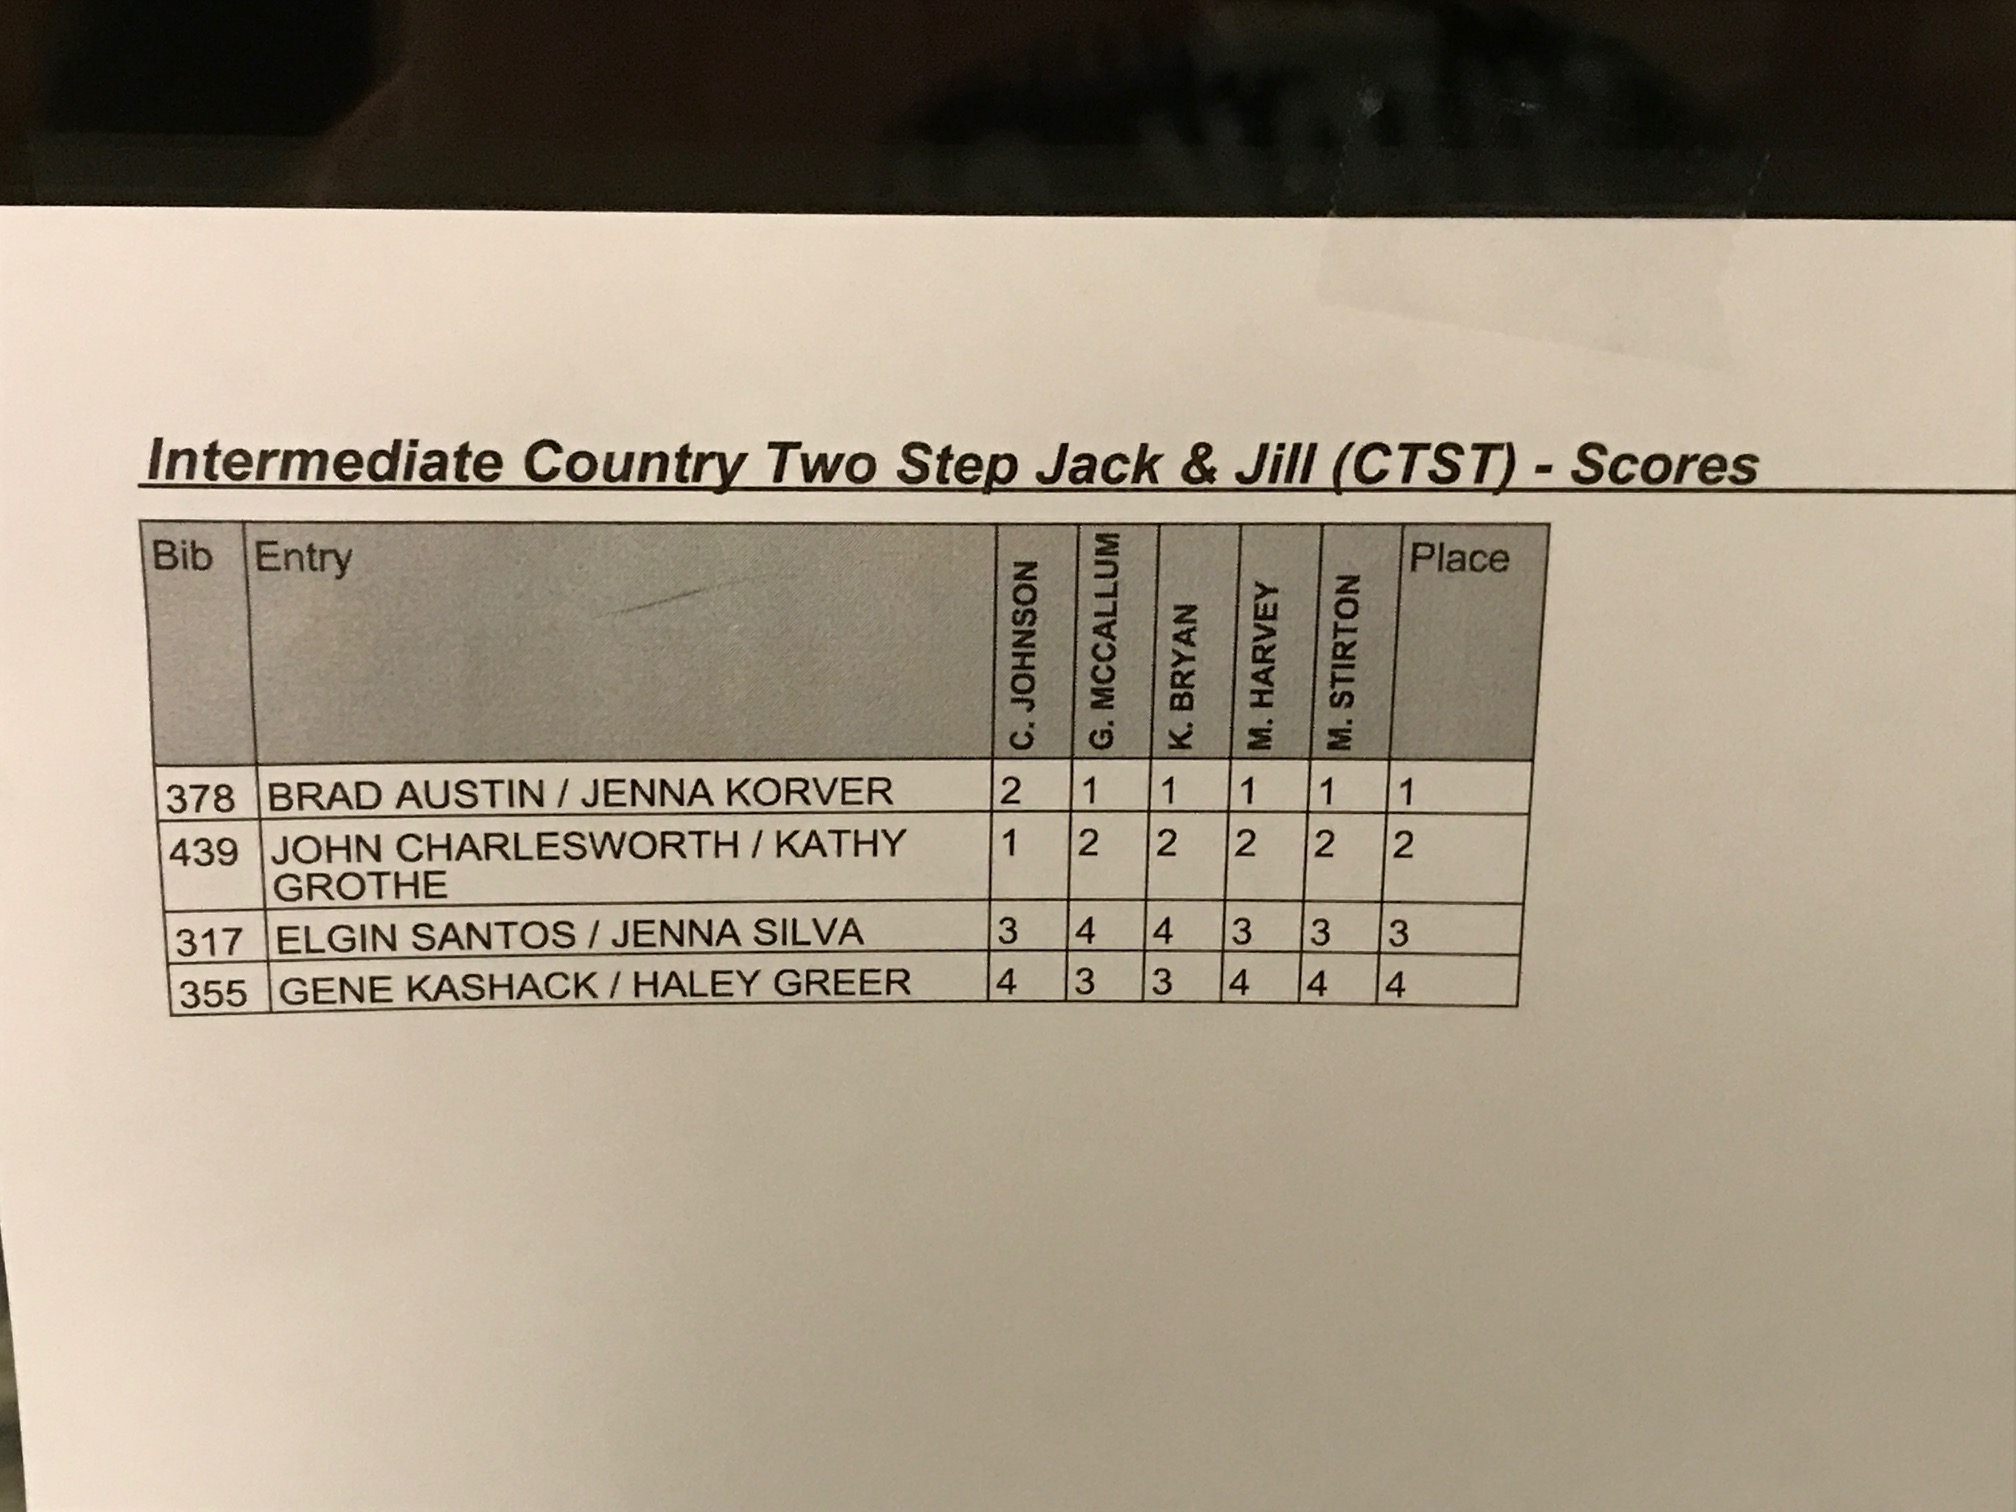 Intermediate Country Two Step Jack & Jill (CTST) - Scores
Bib Entry C. JOHNSON G. MCCALLUM K. BRYAN M. HARVEY M. STIRTON Place
378 BRAD AUSTIN / JENNA KORVER 2 1 1 1 1 1
439 JOHN CHARLESWORTH / KATHY 1 2 2 2 2 2
GROTHE
317 ELGIN SANTOS / JENNA SILVA 3 4 4 3 3 3
355 GENE KASHACK / HALEY GREER 4 3 3 4 4 4